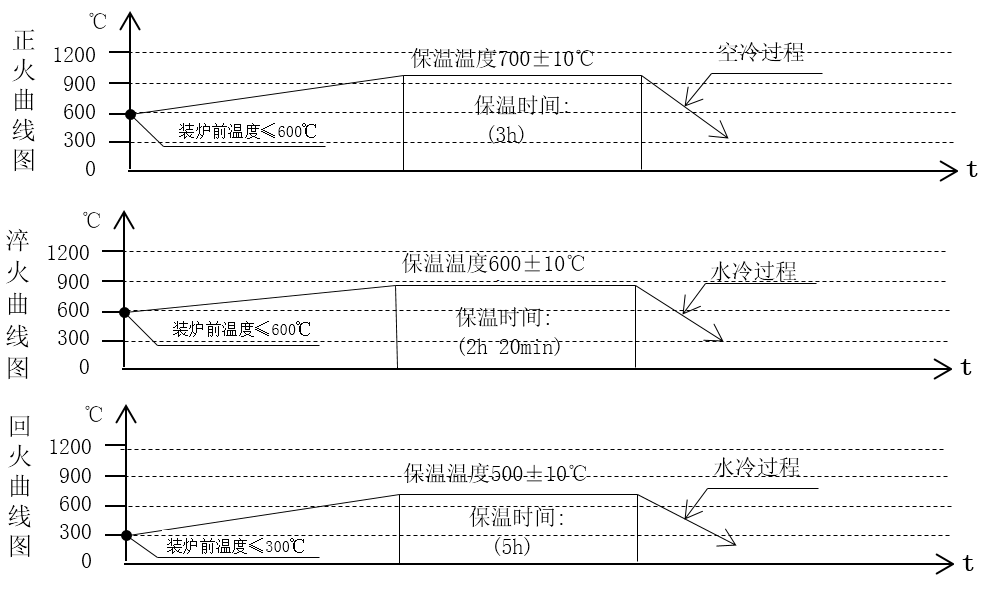 正火曲线图
℃
1200
900
600
300
0
保温温度700±10℃
空冷过程
保温时间:
(3h)
装炉前温度≤600℃
t
淬火曲线图
℃
1200
900
600
300
0
保温温度600±10℃
水冷过程
保温时间:
(2h 20min)
装炉前温度≤600℃
t
回火曲线图
℃
1200
900
600
300
0
保温温度500±10℃
水冷过程
保温时间:
(5h)
装炉前温度≤300℃
t